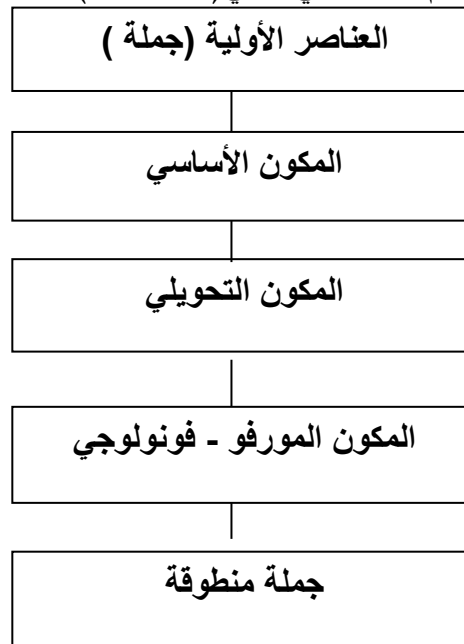 العناصر الأولية (جملة )
المكون الأساسي
المكون التحويلي
المكون المورفو - فونولوجي
جملة منطوقة